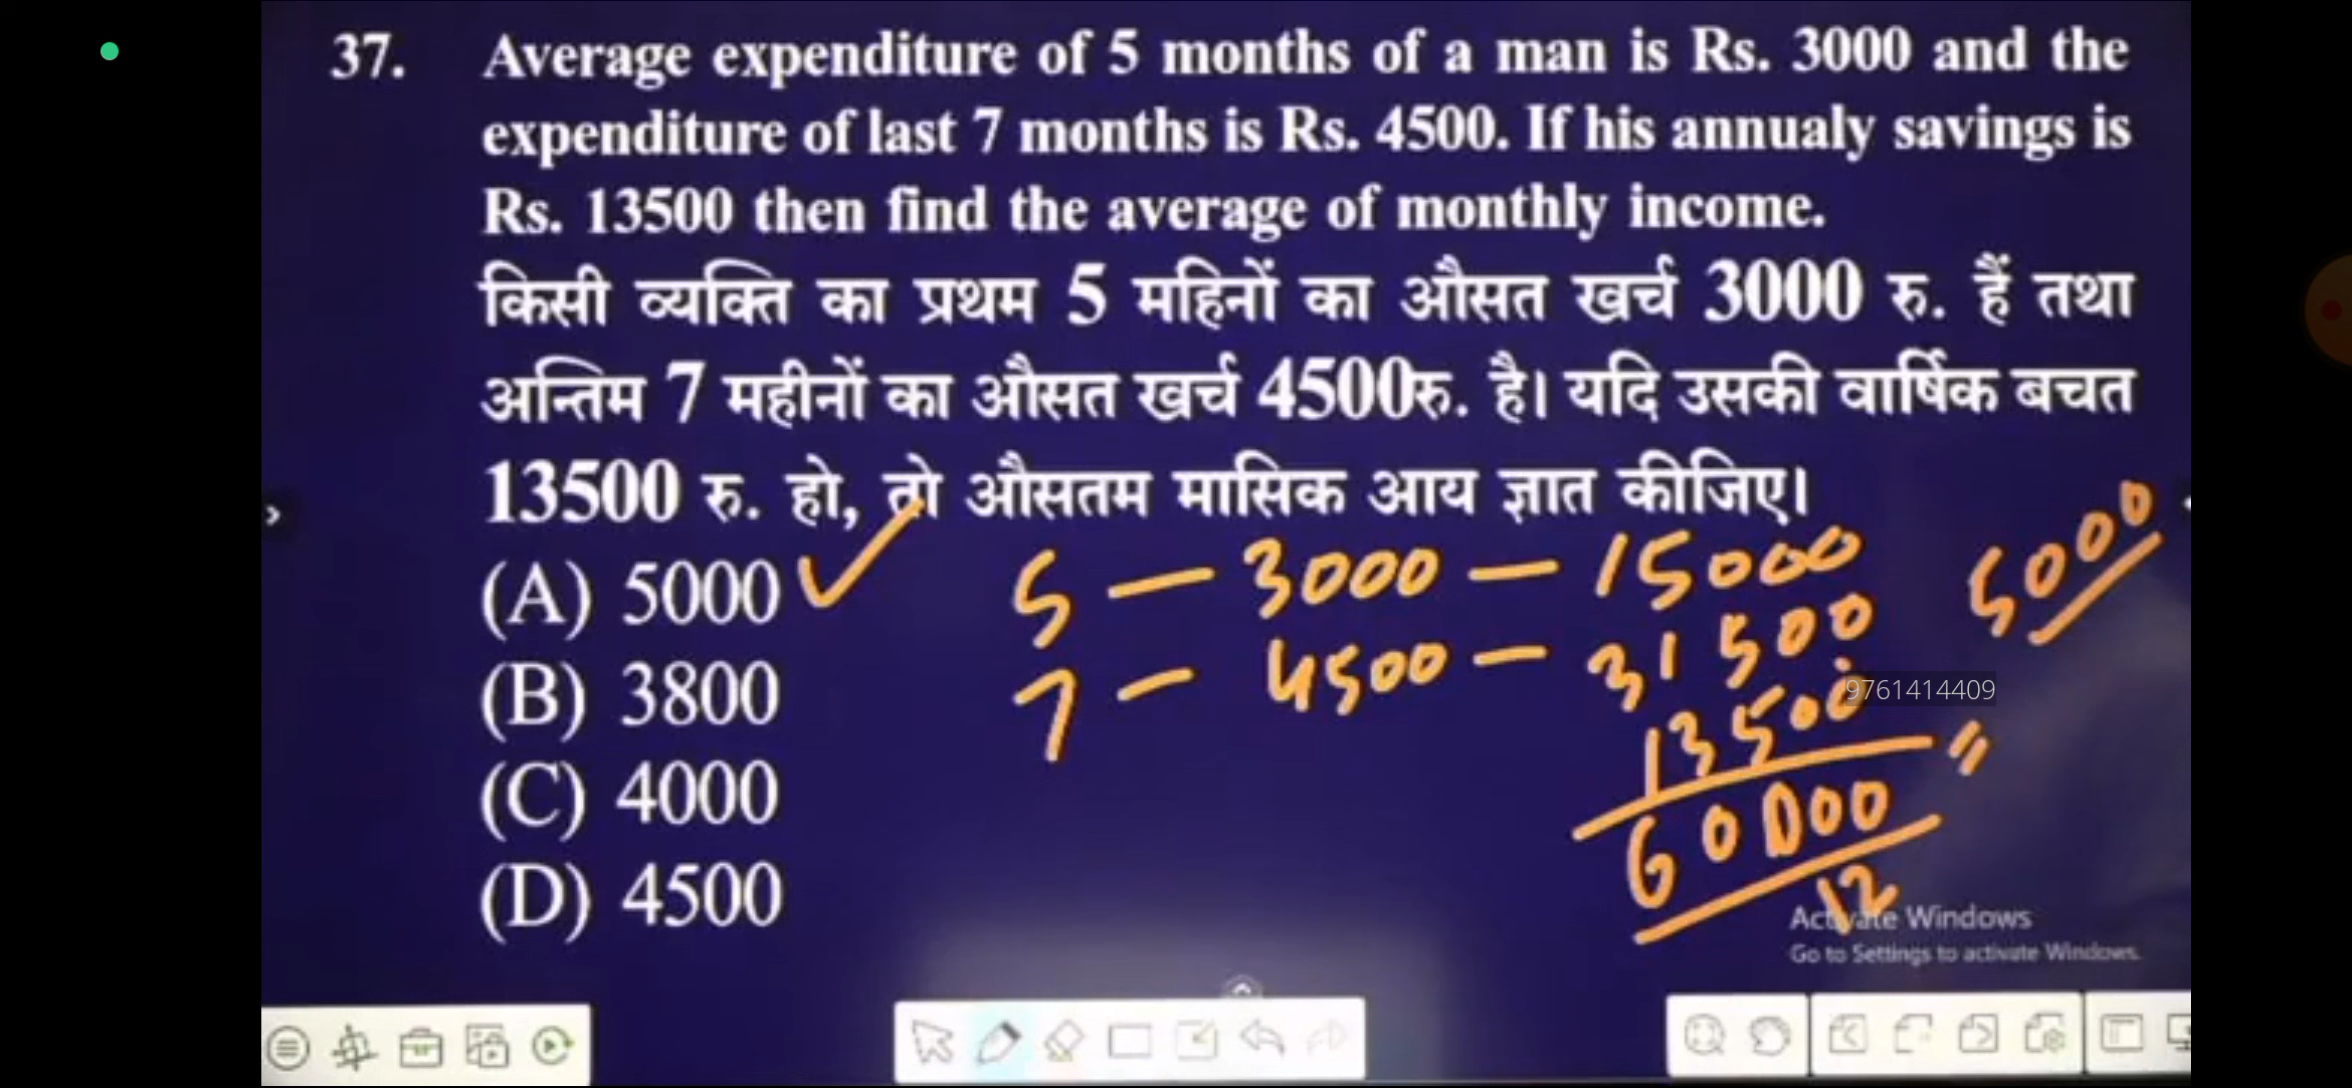 37. Average expenditure of 5 months of a man is Rs. 3000 and the
expenditure of last 7 months is Rs. 4500. If his annualy savings is
Rs. 13500 then find the average of monthly income.
किसी व्यक्ति का प्रथम 5 महिनों का औसत खर्च 3000 रु. हैं तथा
अन्तिम 7 महीनों का औसत खर्च 4500रु. है। यदि उसकी वार्षिक बचत
13500 रु. हो, तो औसतम मासिक आय ज्ञात कीजिए।
(A) 5000
(B) 3800
(C) 4000
(D) 4500
5 — 3000 — 15000
7 — 4500 — 31500
13500
60000
12
5000
9761414409
Activate Windows
Go to Settings to activate Windows.